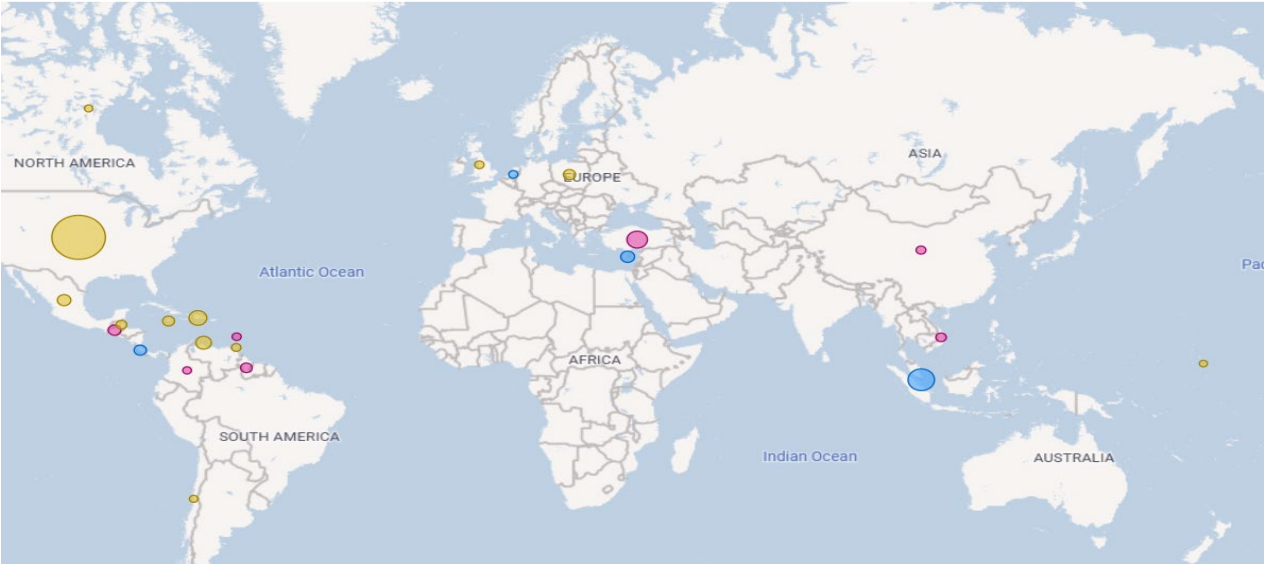 ASIA
NORTH AMERICA
EUROPE
Atlantic Ocean
Pac
AFRICA
SOUTH AMERICA
Indian Ocean
AUSTRALIA